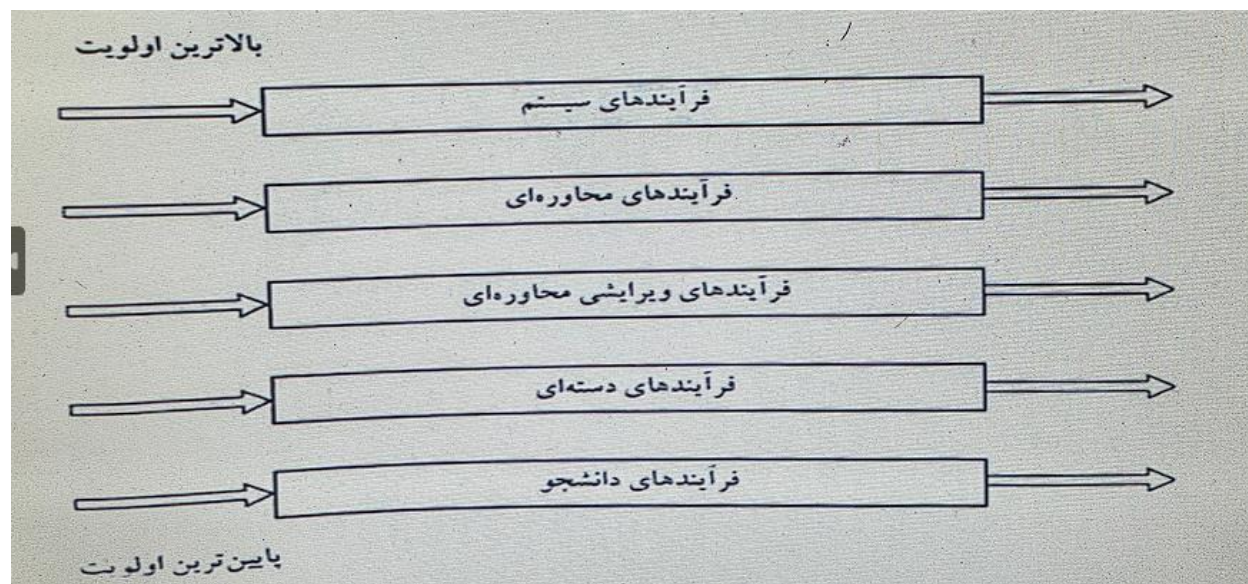 بالاترین اولویت
فرآیندهای سیستم
فرآیندهای محاوره‌ای
فرآیندهای ویرایشی محاوره‌ای
فرآیندهای دسته‌ای
فرآیندهای دانشجو
پایین‌ترین اولویت